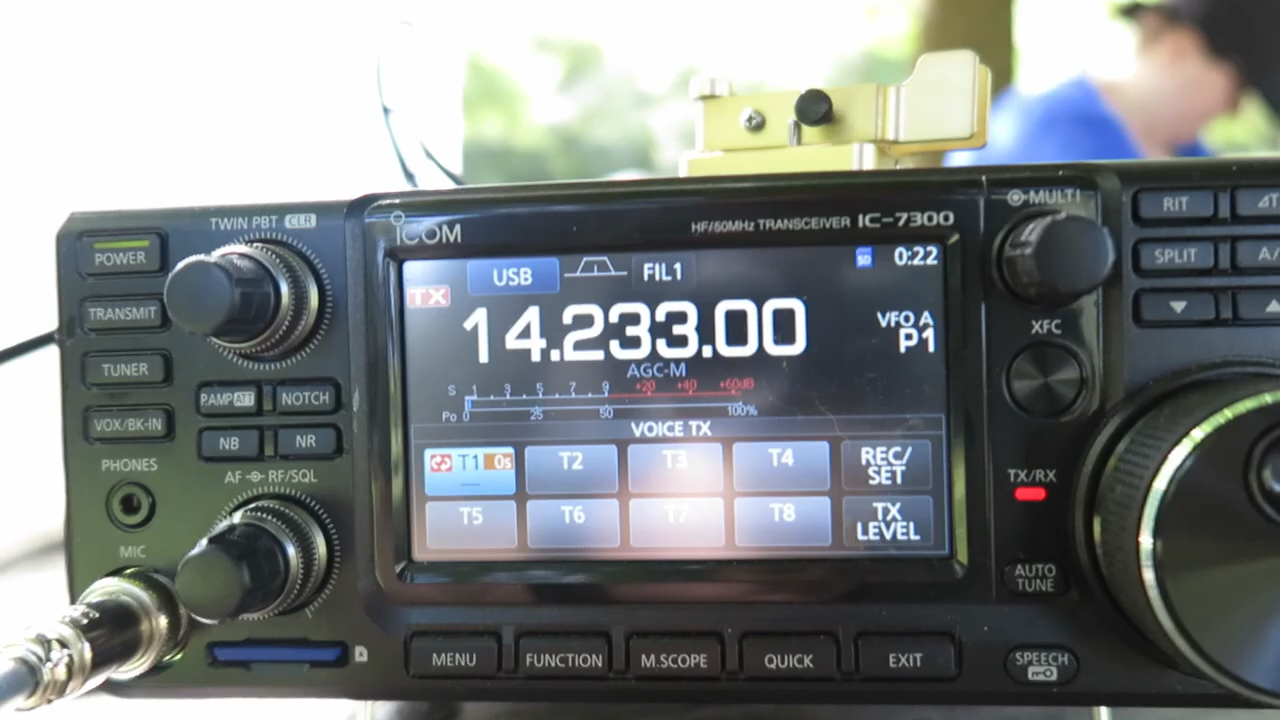 TWIN PBT CLR
POWER
TRANSMIT
TUNER
VOX/BK-IN
P.AMP ATT
NOTCH
NB
NR
PHONES
AF RF/SQL
MIC
ICOM
HF/50MHz TRANSCEIVER IC-7300
USB
FIL1
SD
0:22
TX
14.233.00
VFO A
P1
AGC-M
S 1 3 5 7 9 +20 +40 +60dB
Po 0 25 50 100%
VOICE TX
T1 0s
T2
T3
T4
REC/
SET
T5
T6
T7
T8
TX
LEVEL
MENU
FUNCTION
M.SCOPE
QUICK
EXIT
MULTI
RIT
SPLIT
XFC
TX/RX
AUTO
TUNE
SPEECH